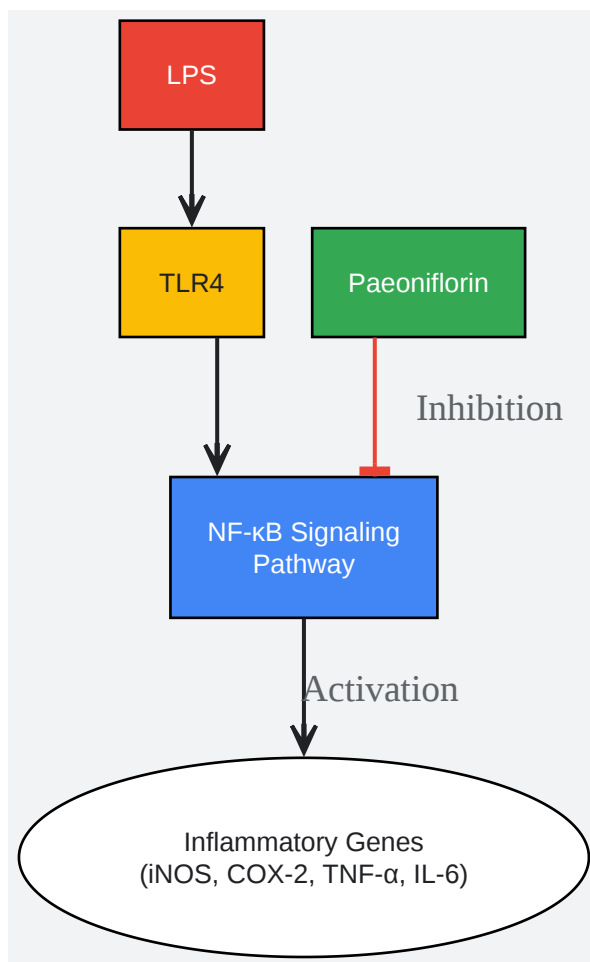 LPS
TLR4
Paeoniflorin
Inhibition
NF-κB Signaling
Pathway
Activation
Inflammatory Genes
(iNOS, COX-2, TNF-α, IL-6)